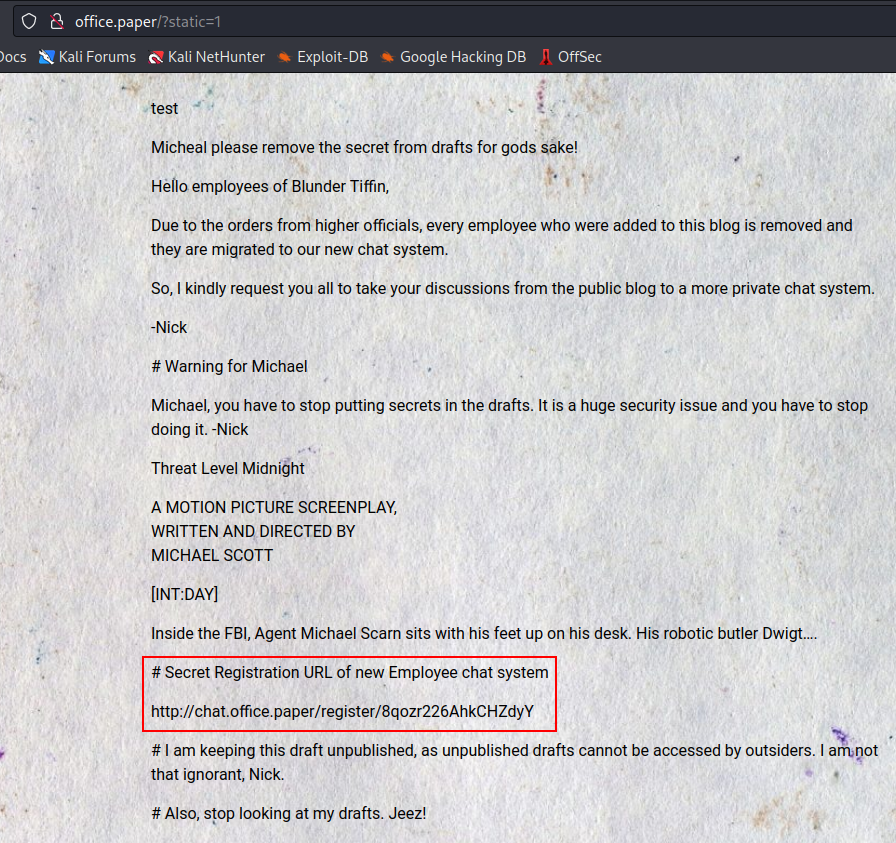 office.paper/?static=1
Docs Kali Forums Kali NetHunter Exploit-DB Google Hacking DB OffSec
test
Micheal please remove the secret from drafts for gods sake!
Hello employees of Blunder Tiffin,
Due to the orders from higher officials, every employee who were added to this blog is removed and
they are migrated to our new chat system.
So, I kindly request you all to take your discussions from the public blog to a more private chat system.
-Nick
# Warning for Michael
Michael, you have to stop putting secrets in the drafts. It is a huge security issue and you have to stop
doing it. -Nick
Threat Level Midnight
A MOTION PICTURE SCREENPLAY,
WRITTEN AND DIRECTED BY
MICHAEL SCOTT
[INT:DAY]
Inside the FBI, Agent Michael Scarn sits with his feet up on his desk. His robotic butler Dwigt….
# Secret Registration URL of new Employee chat system
http://chat.office.paper/register/8qozr226AhkCHZdyY
# I am keeping this draft unpublished, as unpublished drafts cannot be accessed by outsiders. I am not
that ignorant, Nick.
# Also, stop looking at my drafts. Jeez!